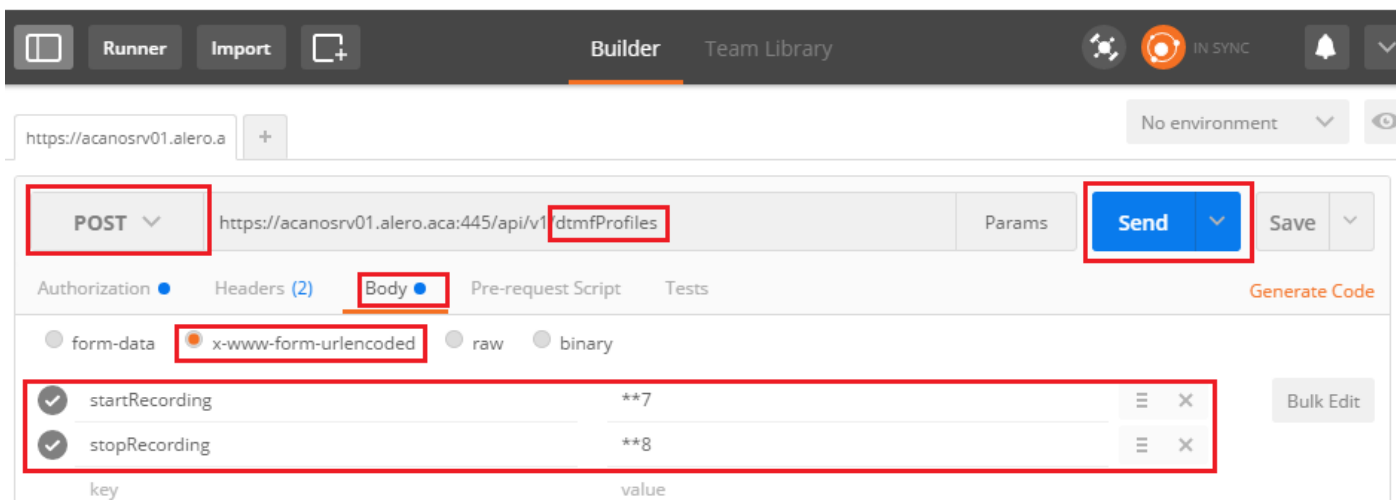 Runner Import Builder Team Library IN SYNC
https://acanosrv01.alero.a + No environment
POST https://acanosrv01.alero.aca:445/api/v1/dtmfProfiles Params Send Save
Authorization Headers (2) Body Pre-request Script Tests Generate Code
form-data x-www-form-urlencoded raw binary
startRecording **7 Bulk Edit
stopRecording **8
key value